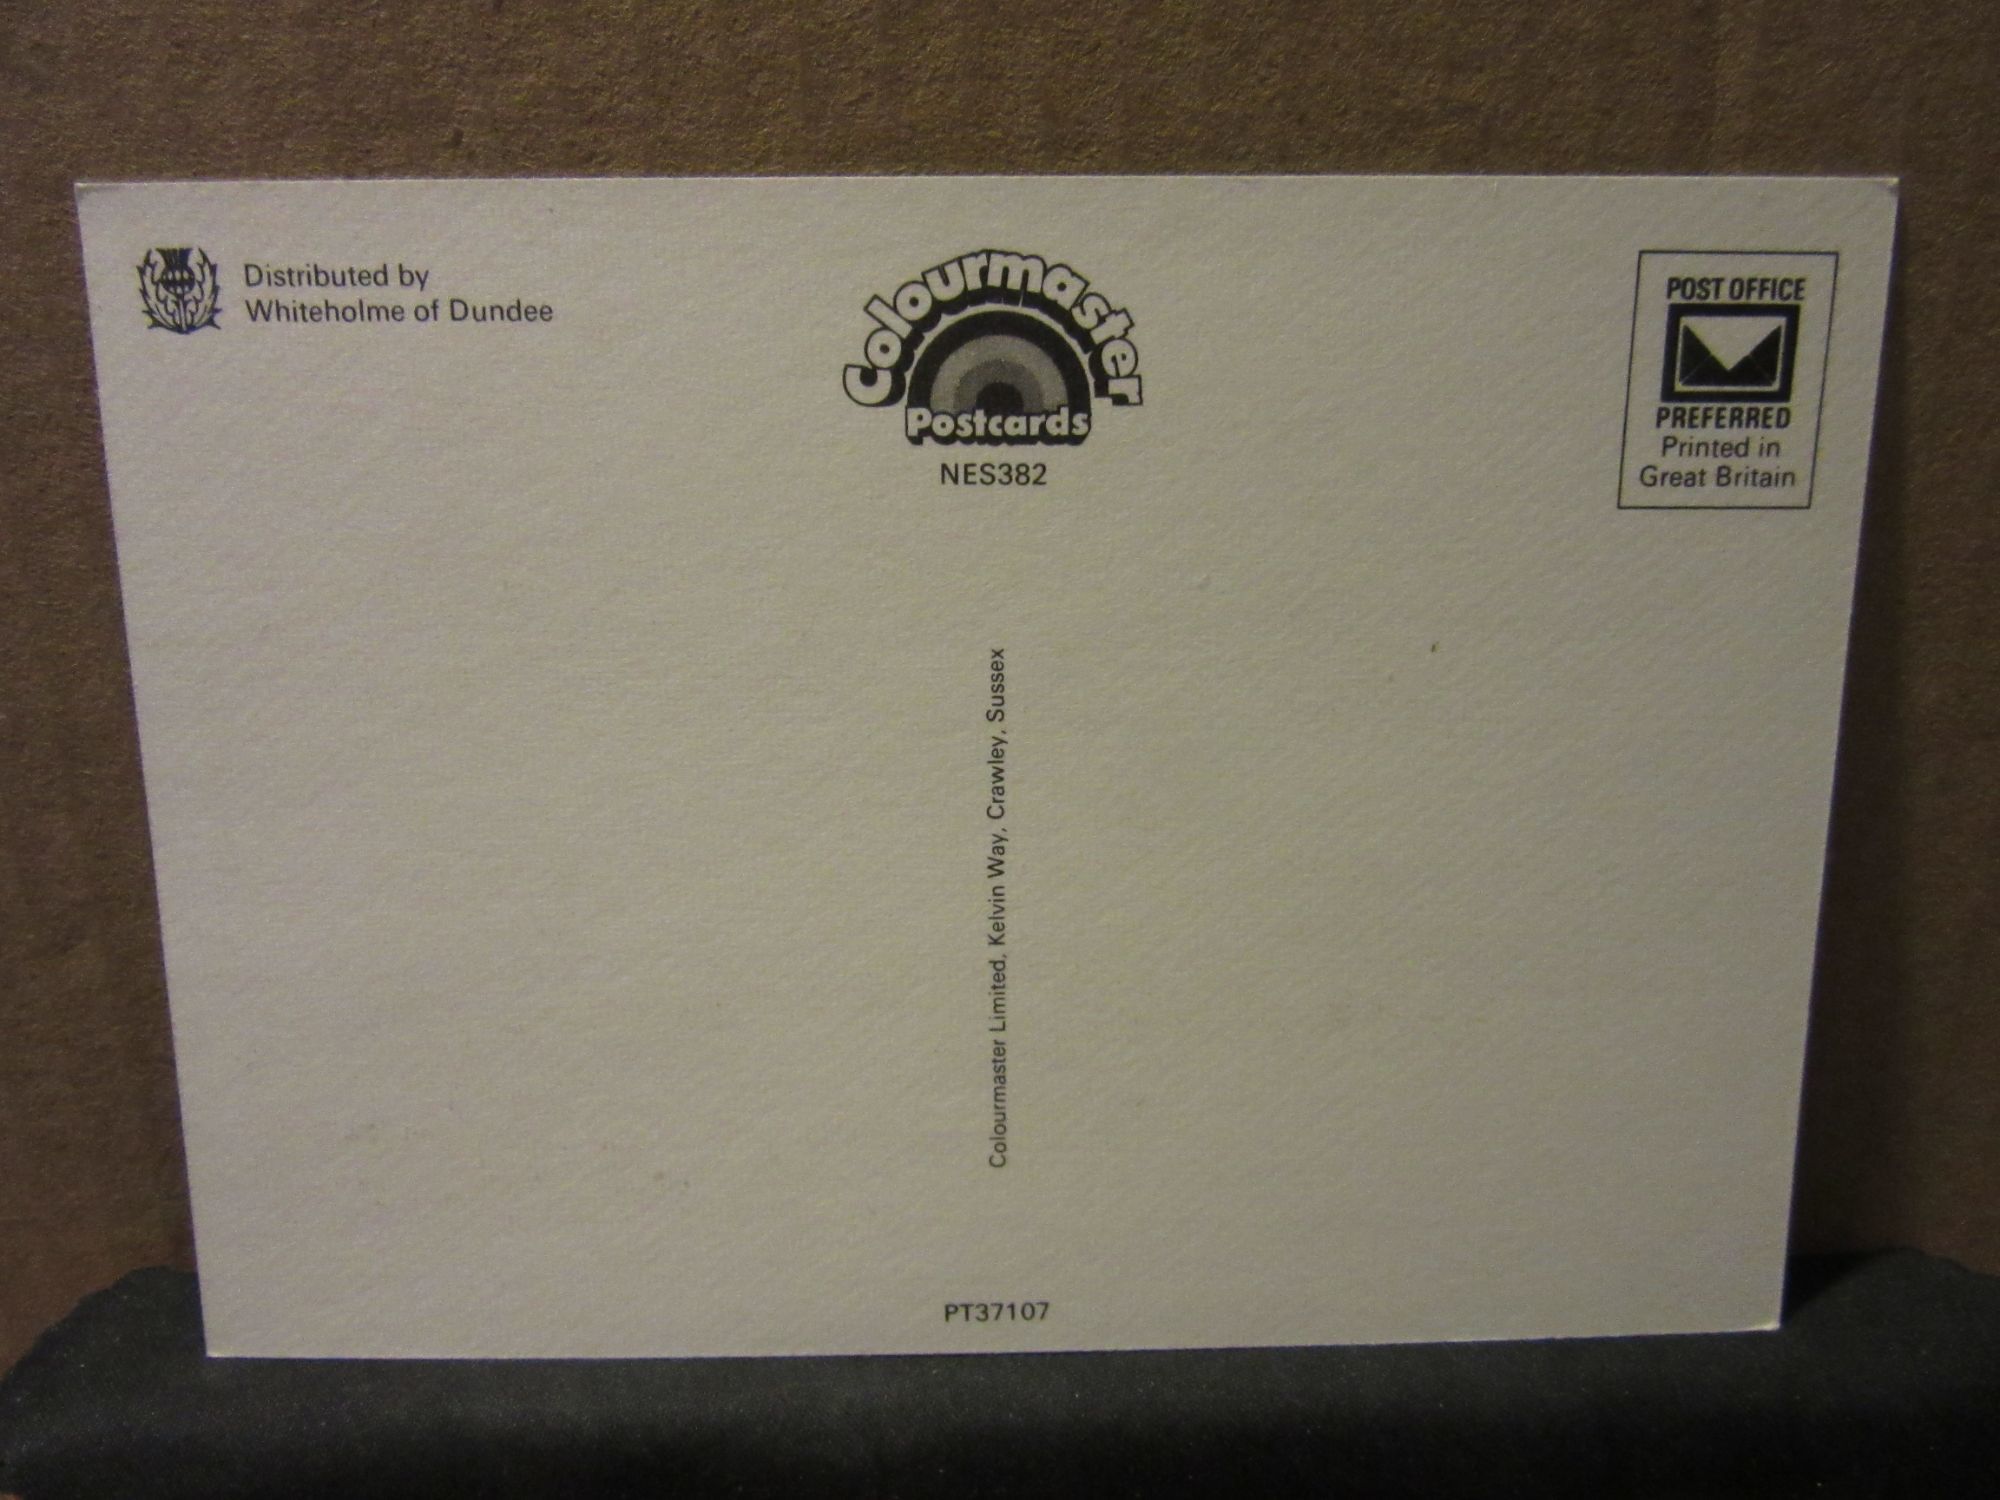 Distributed by
Whiteholme of Dundee
Colourmaster
Postcards
NES382
POST OFFICE
PREFERRED
Printed in
Great Britain
Colourmaster Limited, Kelvin Way, Crawley, Sussex
PT37107